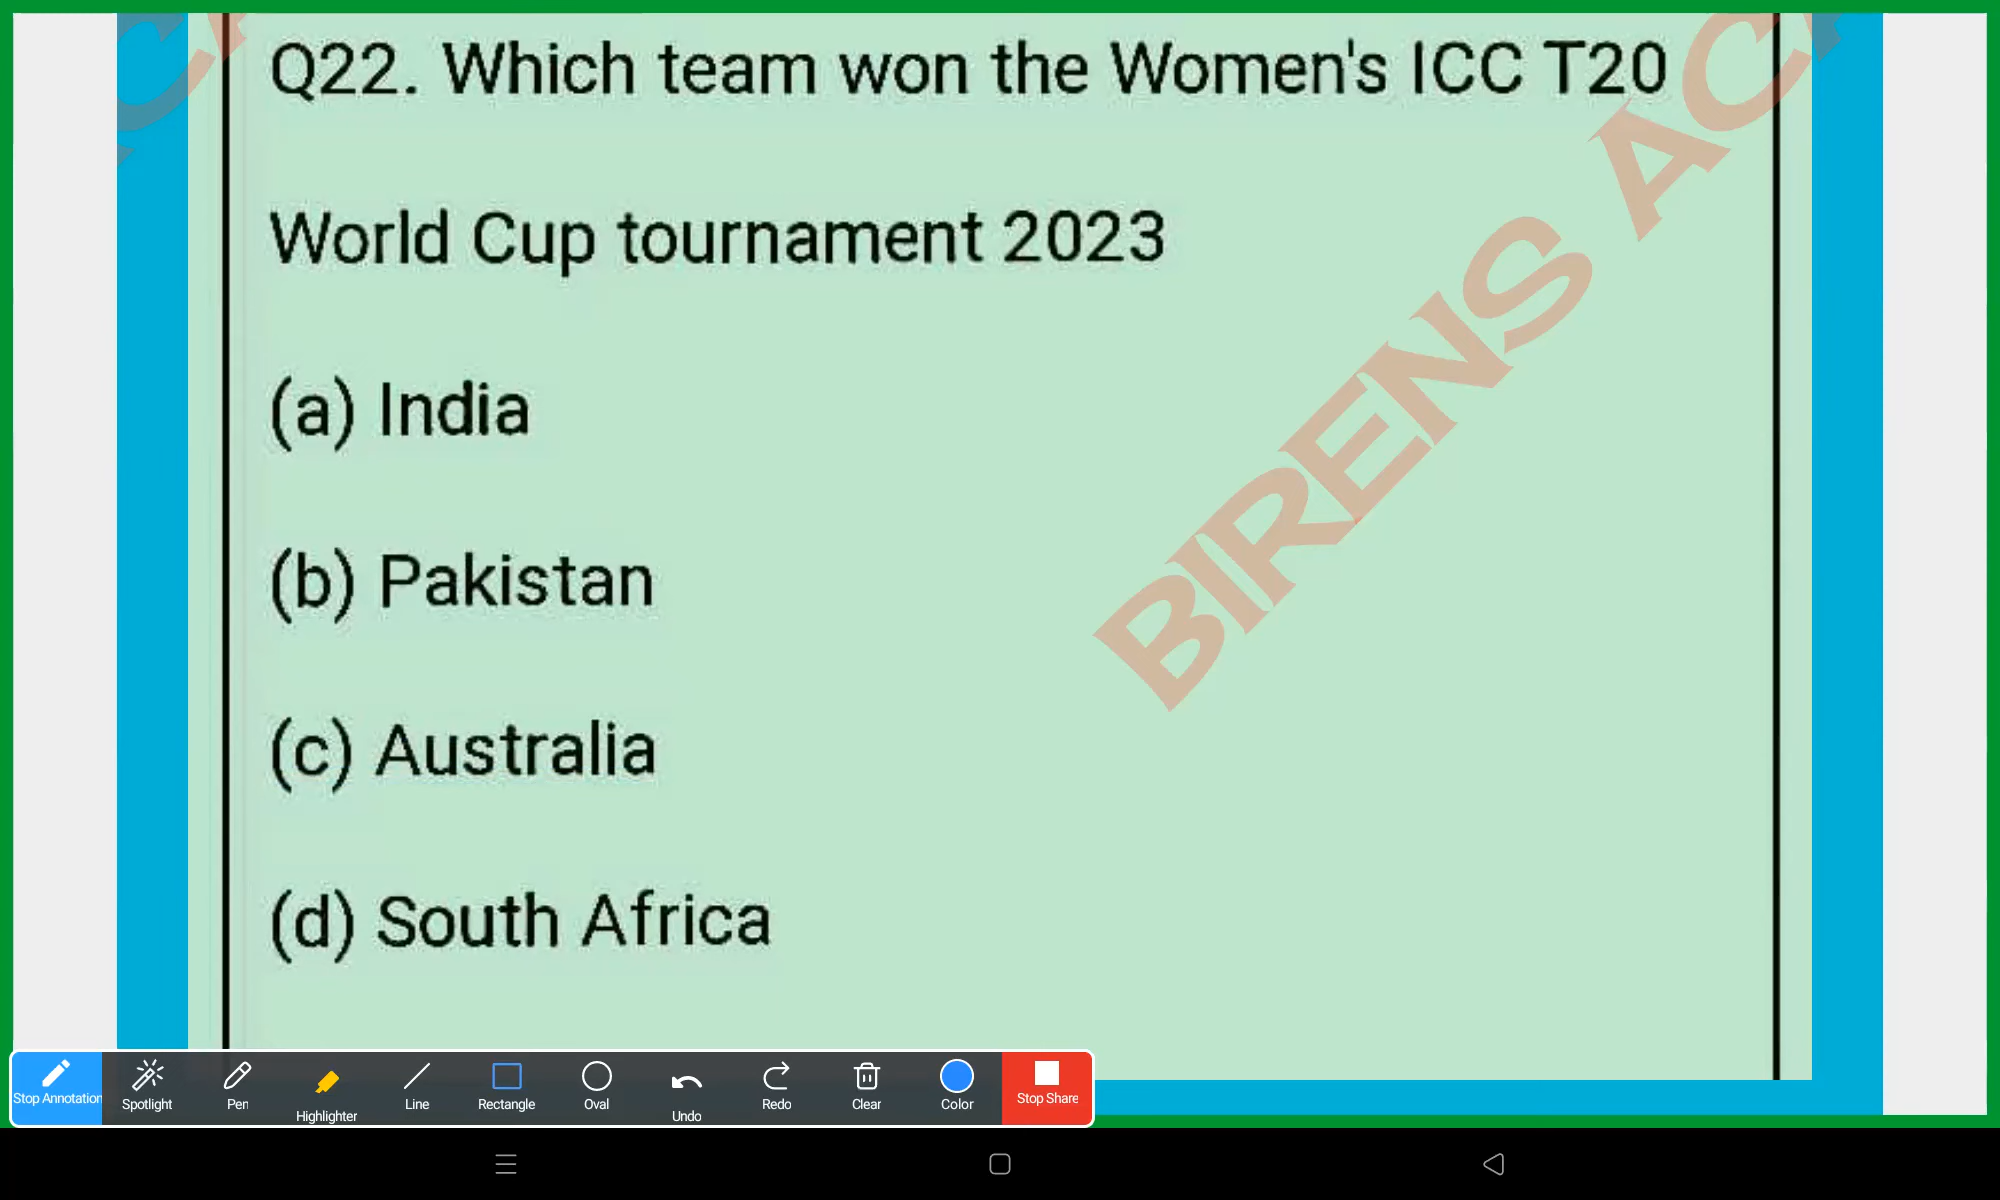 Q22. Which team won the Women's ICC T20
World Cup tournament 2023
(a) India
(b) Pakistan
(c) Australia
(d) South Africa
BIRENS ACA
Stop Annotation
Spotlight
Pen
Highlighter
Line
Rectangle
Oval
Undo
Redo
Clear
Color
Stop Share